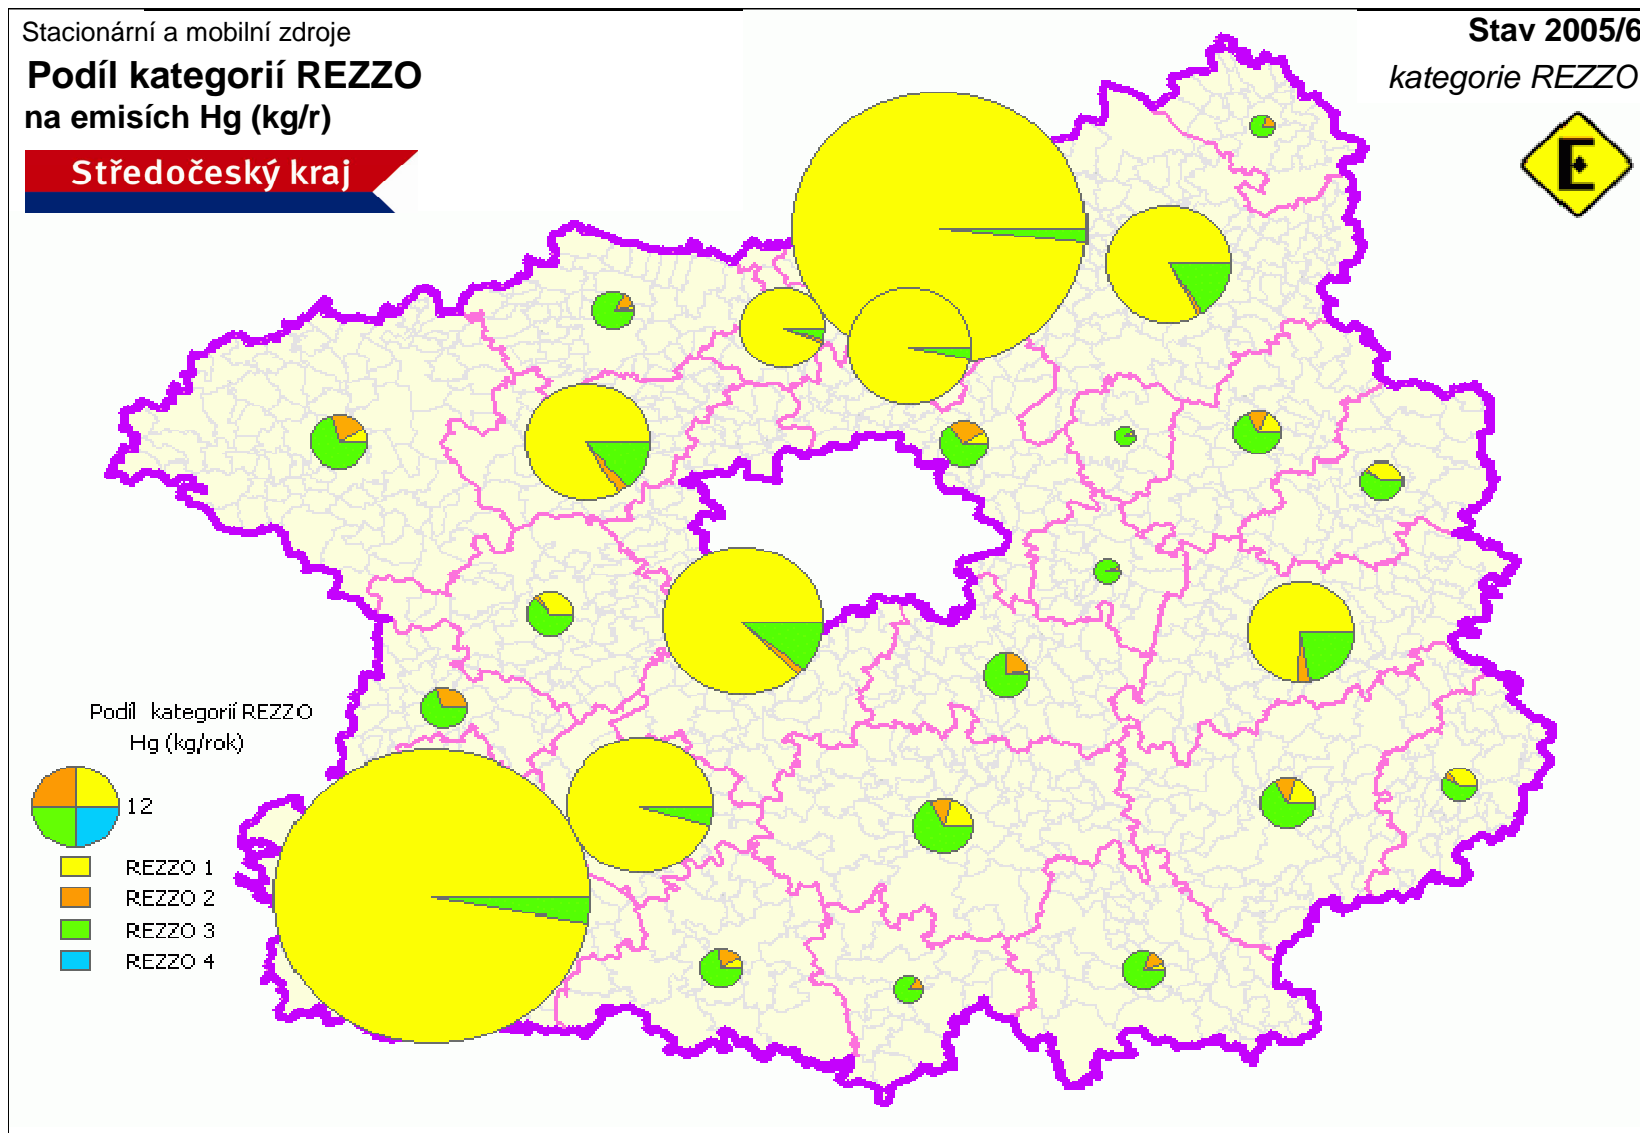 Stacionární a mobilní zdroje
Podíl kategorií REZZO
na emisích Hg (kg/r)
Středočeský kraj
Stav 2005/6
kategorie REZZO
E
Podíl kategorií REZZO
Hg (kg/rok)
12
REZZO 1
REZZO 2
REZZO 3
REZZO 4